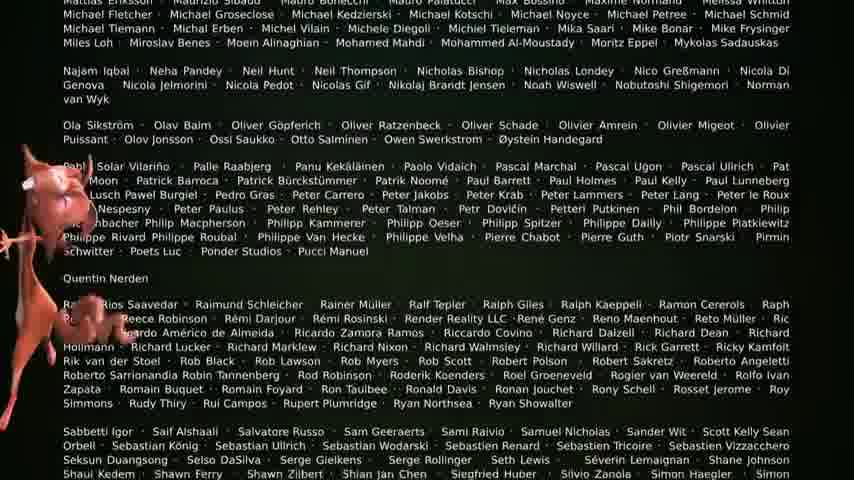 Mattias Eriksson · Maurizio Sibaud · Mauro Bonecchi · Mauro Palatucci · Max Bossino · Maxime Normand · Melissa Whitton
Michael Fletcher · Michael Groseclose · Michael Kedzierski · Michael Kotschi · Michael Noyce · Michael Petree · Michael Schmid
Michael Tiemann · Michal Erben · Michel Vilain · Michele Diegoli · Michiel Tieleman · Mika Saari · Mike Bonar · Mike Frysinger
Miles Loh · Miroslav Benes · Moein Alinaghian · Mohamed Mahdi · Mohammed Al-Moustady · Moritz Eppel · Mykolas Sadauskas
Najam Iqbal · Neha Pandey · Neil Hunt · Neil Thompson · Nicholas Bishop · Nicholas Londey · Nico Greßmann · Nicola Di
Genova Nicola Jelmorini · Nicola Pedot · Nicolas Gif · Nikolaj Brandt Jensen · Noah Wiswell · Nobutoshi Shigemori · Norman
van Wyk
Ola Sikström · Olav Balm · Oliver Göpferich · Oliver Ratzenbeck · Oliver Schade · Olivier Amrein · Olivier Migeot · Olivier
Puissant · Olov Jonsson · Ossi Saukko · Otto Salminen · Owen Swerkstrom · Øystein Handegard
Solar Vilariño · Palle Raabjerg · Panu Kekäläinen · Paolo Vidaich · Pascal Marchal · Pascal Ugon · Pascal Ullrich · Pat
Moon · Patrick Barroca · Patrick Bürckstümmer · Patrik Noomé · Paul Barrett · Paul Holmes · Paul Kelly · Paul Lunneberg
Lusch Pawel Burgiel · Pedro Gras · Peter Carrero · Peter Jakobs · Peter Krab · Peter Lammers · Peter Lang · Peter le Roux
Nespesny · Peter Paulus · Peter Rehley · Peter Talman · Petr Dovičín · Petteri Putkinen · Phil Bordelon · Philip
Philip Macpherson · Philipp Kammerer · Philipp Oeser · Philipp Spitzer · Philippe Dailly · Philippe Piatkiewitz
Philippe Rivard Philippe Roubal · Philippe Van Hecke · Philippe Velha · Pierre Chabot · Pierre Guth · Piotr Snarski · Pirmin
Schwitter · Poets Luc · Ponder Studios · Pucci Manuel
Quentin Nerden
Rios Saavedar · Raimund Schleicher · Rainer Müller · Ralf Tepler · Ralph Giles · Ralph Kaeppeli · Ramon Cererols · Raph
Reece Robinson · Rémi Darjour · Rémi Rosinski · Render Reality LLC ·René Genz · Reno Maenhout · Reto Müller · Ric
Américo de Almeida · Ricardo Zamora Ramos · Riccardo Covino · Richard Dalzell · Richard Dean · Richard
Hollmann · Richard Lucker · Richard Marklew · Richard Nixon · Richard Walmsley · Richard Willard · Rick Garrett · Ricky Kamfolt
Rik van der Stoel · Rob Black · Rob Lawson · Rob Myers · Rob Scott · Robert Polson · Robert Sakretz · Roberto Angeletti
Roberto Sarrionandia Robin Tannenberg · Rod Robinson · Roderik Koenders · Roel Groeneveld · Rogier van Weereld · Rolfo Ivan
Zapata · Romain Buquet · Romain Foyard · Ron Taulbee · Ronald Davis · Ronan Jouchet · Rony Schell · Rosset Jerome · Roy
Simmons · Rudy Thiry · Rui Campos · Rupert Plumridge · Ryan Northsea · Ryan Showalter
Sabbetti Igor · Saif Alshaali · Salvatore Russo · Sam Geeraerts · Sami Raivio · Samuel Nicholas · Sander Wit · Scott Kelly Sean
Orbell · Sebastian König · Sebastian Ullrich · Sebastian Wodarski · Sebastien Renard · Sebastien Tricoire · Sebastien Vizzacchero
Seksun Duangsong · Selso DaSilva · Serge Gielkens · Serge Rollinger · Seth Lewis · Séverin Lemaignan · Shane Johnson
Shaui Kedem · Shawn Ferry · Shawn Zilbert · Shian Jan Chen · Siegfried Huber · Silvio Zanola · Simon Haegler · Simon